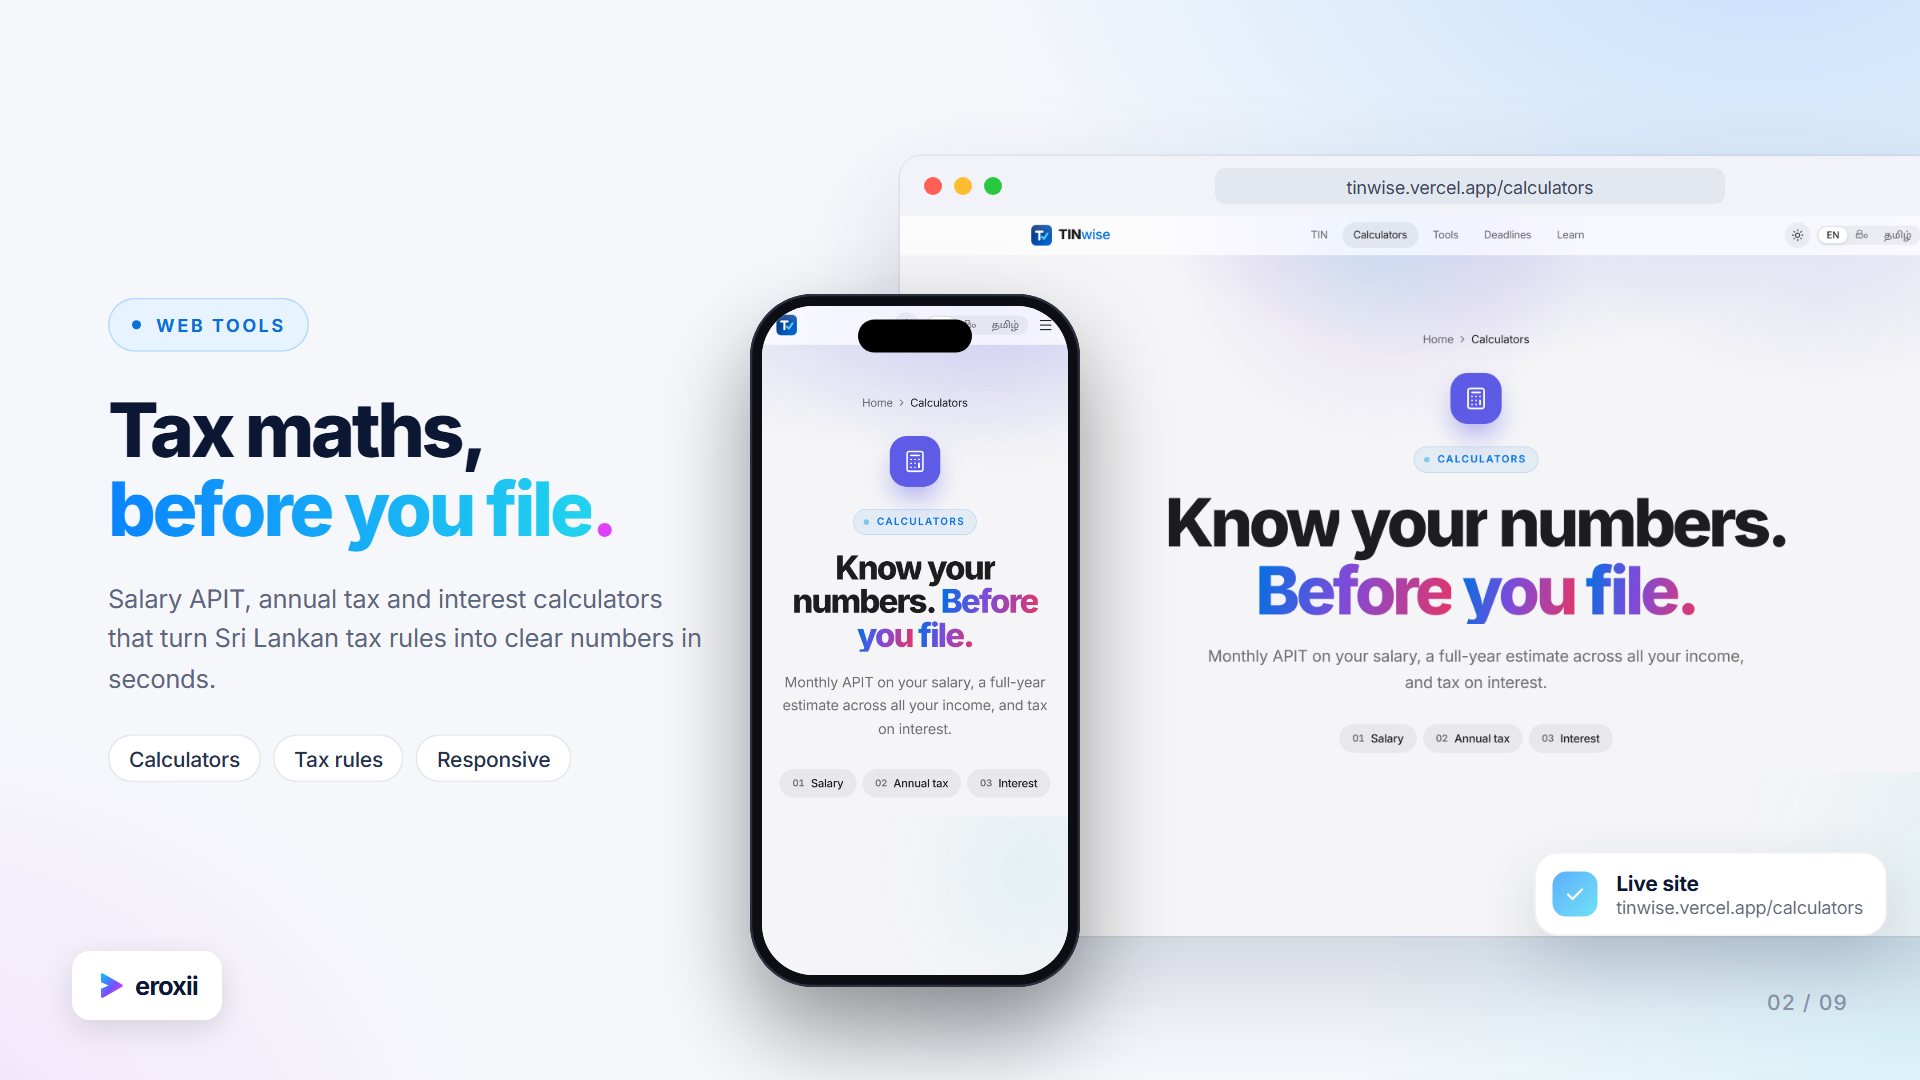 WEB TOOLS
Tax maths,
before you file.
Salary APIT, annual tax and interest calculators
that turn Sri Lankan tax rules into clear numbers in
seconds.
Calculators
Tax rules
Responsive
eroxii
தமிழ்
Home > Calculators
CALCULATORS
Know your
numbers. Before
you file.
Monthly APIT on your salary, a full-year
estimate across all your income, and tax
on interest.
01 Salary
02 Annual tax
03 Interest
tinwise.vercel.app/calculators
TINwise
TIN
Calculators
Tools
Deadlines
Learn
EN
සිං
தமிழ்
Home > Calculators
CALCULATORS
Know your numbers.
Before you file.
Monthly APIT on your salary, a full-year estimate across all your income,
and tax on interest.
01 Salary
02 Annual tax
03 Interest
Live site
tinwise.vercel.app/calculators
02 / 09